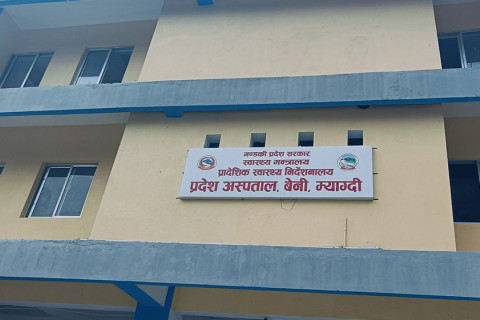 गण्डकी प्रदेश सरकार
स्वास्थ्य मन्त्रालय
प्रादेशिक स्वास्थ्य निर्देशनालय
प्रदेश अस्पताल, बेनी, म्याग्दी